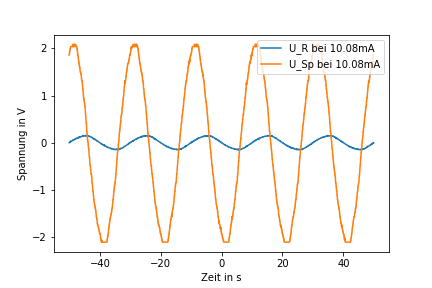 U_R bei 10.08mA
U_Sp bei 10.08mA
Spannung in V
2
1
0
−1
−2
−40 −20 0 20 40
Zeit in s